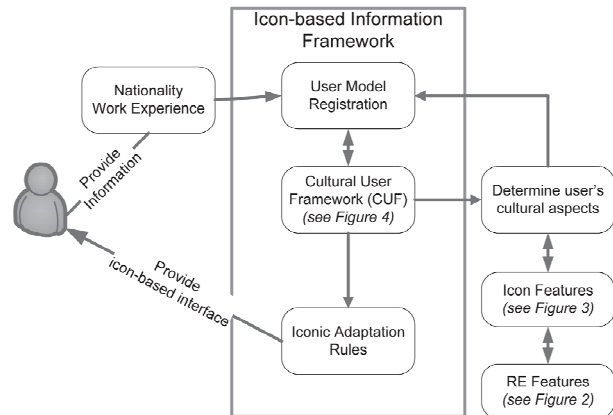 Icon-based Information
Framework
Nationality
Work Experience
User Model
Registration
Provide
Information
Cultural User
Framework (CUF)
(see Figure 4)
Determine user's
cultural aspects
Provide
icon-based interface
Icon Features
(see Figure 3)
Iconic Adaptation
Rules
RE Features
(see Figure 2)